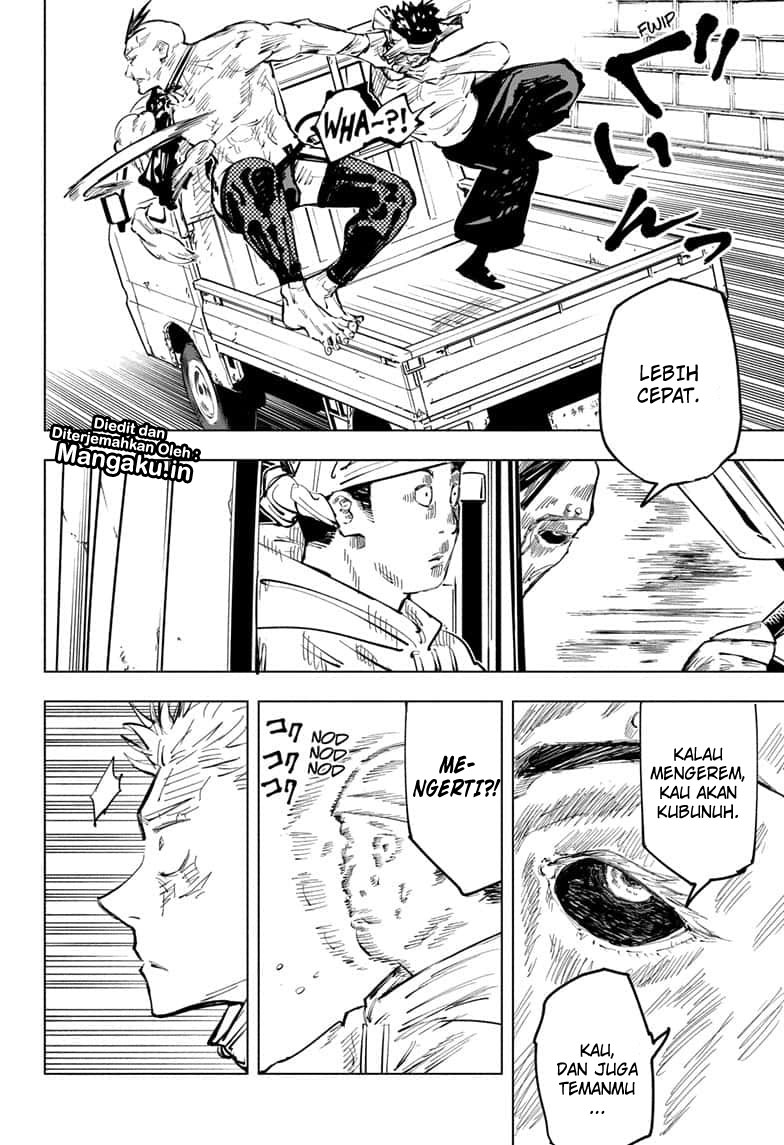 FWIP
ぐいんっ
WHA-?!
LEBIH
CEPAT.
Diedit dan
Diterjemahkan Oleh :
Mangaku.in
KALAU
MENGEREM,
KAU AKAN
KUBUNUH.
KAU,
DAN JUGA
TEMANMU
...
ME-
NGERTI?!
コク
コク
コク
NOD
NOD
NOD